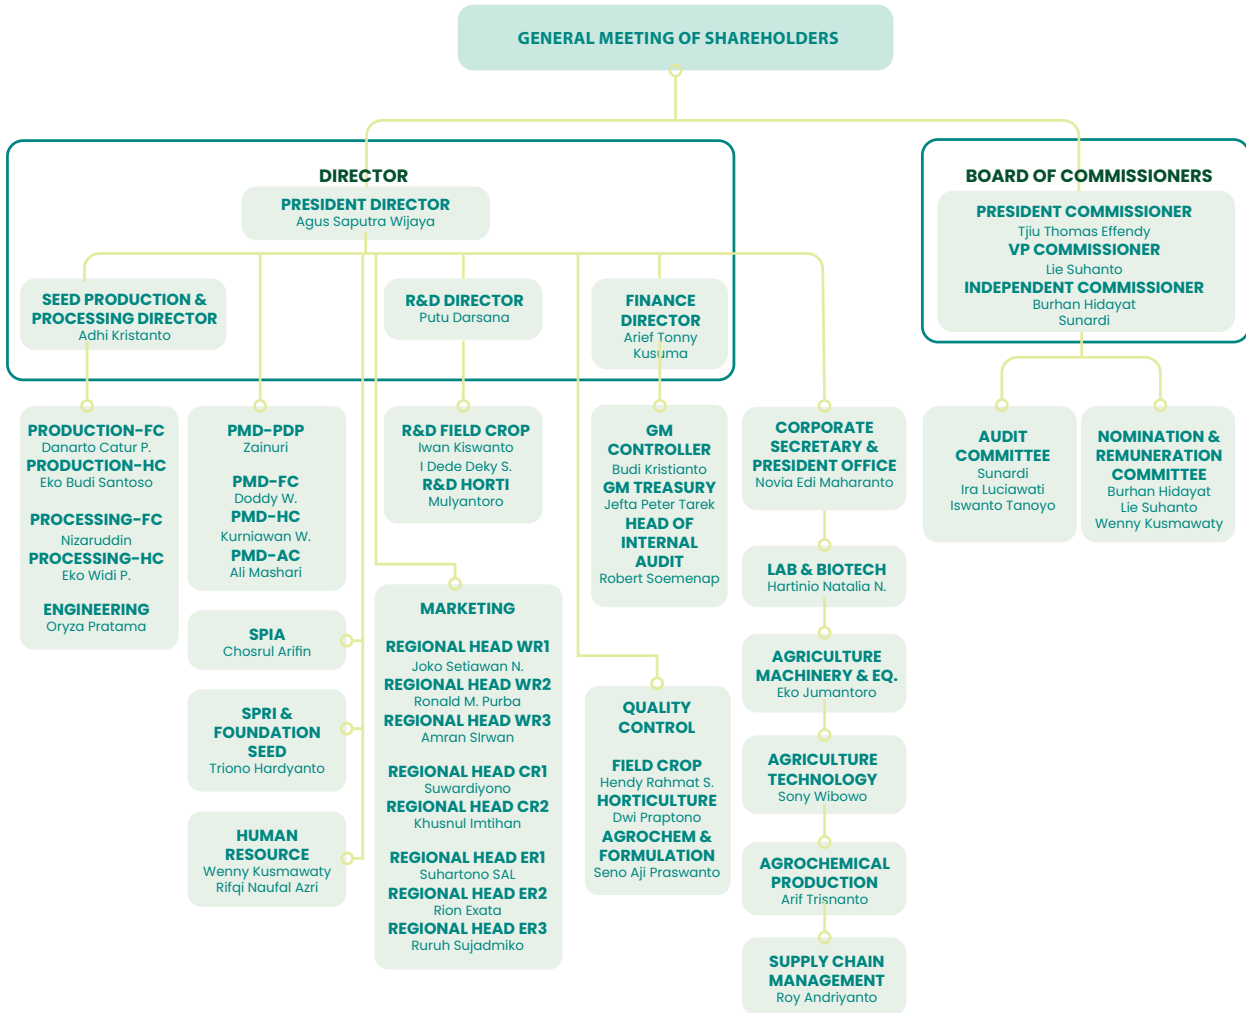 GENERAL MEETING OF SHAREHOLDERS
DIRECTOR
PRESIDENT DIRECTOR
Agus Saputra Wijaya
BOARD OF COMMISSIONERS
PRESIDENT COMMISSIONER
Tjiu Thomas Effendy
VP COMMISSIONER
Lie Suhanto
INDEPENDENT COMMISSIONER
Burhan Hidayat
Sunardi
SEED PRODUCTION &
PROCESSING DIRECTOR
Adhi Kristanto
R&D DIRECTOR
Putu Darsana
FINANCE
DIRECTOR
Arief Tonny
Kusuma
PRODUCTION-FC
Danarto Catur P.
PRODUCTION-HC
Eko Budi Santoso
PROCESSING-FC
Nizaruddin
PROCESSING-HC
Eko Widi P.
ENGINEERING
Oryza Pratama
PMD-PDP
Zainuri
PMD-FC
Doddy W.
PMD-HC
Kurniawan W.
PMD-AC
Ali Mashari
SPIA
Chosrul Arifin
SPRI &
FOUNDATION
SEED
Triono Hardyanto
HUMAN
RESOURCE
Wenny Kusmawaty
Rifqi Naufal Azri
R&D FIELD CROP
Iwan Kiswanto
I Dede Deky S.
R&D HORTI
Mulyantoro
MARKETING
REGIONAL HEAD WR1
Joko Setiawan N.
REGIONAL HEAD WR2
Ronald M. Purba
REGIONAL HEAD WR3
Amran SIrwan
REGIONAL HEAD CR1
Suwardiyono
REGIONAL HEAD CR2
Khusnul Imtihan
REGIONAL HEAD ER1
Suhartono SAL
REGIONAL HEAD ER2
Rion Exata
REGIONAL HEAD ER3
Ruruh Sujadmiko
GM
CONTROLLER
Budi Kristianto
GM TREASURY
Jefta Peter Tarek
HEAD OF
INTERNAL
AUDIT
Robert Soemenap
QUALITY
CONTROL
FIELD CROP
Hendy Rahmat S.
HORTICULTURE
Dwi Praptono
AGROCHEM &
FORMULATION
Seno Aji Praswanto
CORPORATE
SECRETARY &
PRESIDENT OFFICE
Novia Edi Maharanto
LAB & BIOTECH
Hartinio Natalia N.
AGRICULTURE
MACHINERY & EQ.
Eko Jumantoro
AGRICULTURE
TECHNOLOGY
Sony Wibowo
AGROCHEMICAL
PRODUCTION
Arif Trisnanto
SUPPLY CHAIN
MANAGEMENT
Roy Andriyanto
AUDIT
COMMITTEE
Sunardi
Ira Luciawati
Iswanto Tanoyo
NOMINATION &
REMUNERATION
COMMITTEE
Burhan Hidayat
Lie Suhanto
Wenny Kusmawaty